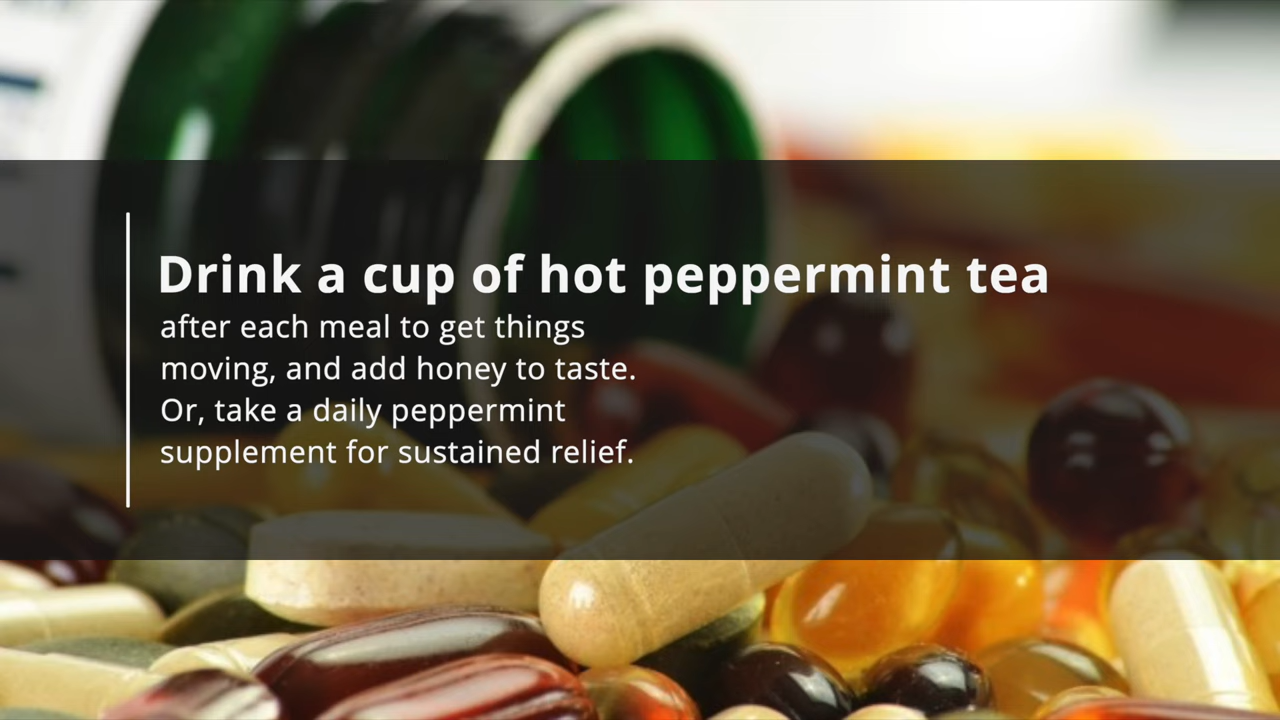 Drink a cup of hot peppermint tea
after each meal to get things
moving, and add honey to taste.
Or, take a daily peppermint
supplement for sustained relief.